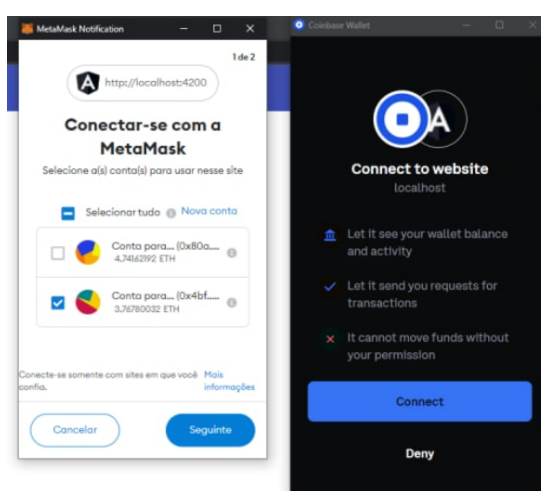 MetaMask Notification
1 de 2
http://localhost:4200
Conectar-se com a
MetaMask
Selecione a(s) conta(s) para usar nesse site
Selecionar tudo Nova conta
Conta para... (0x80a...
4.74162192 ETH
Conta para... (0x4bf...
3.76780032 ETH
Conecte-se somente com sites em que você confia.
Mais informações
Cancelar
Seguinte
Coinbase Wallet
Connect to website
localhost
Let it see your wallet balance
and activity
Let it send you requests for
transactions
It cannot move funds without
your permission
Connect
Deny